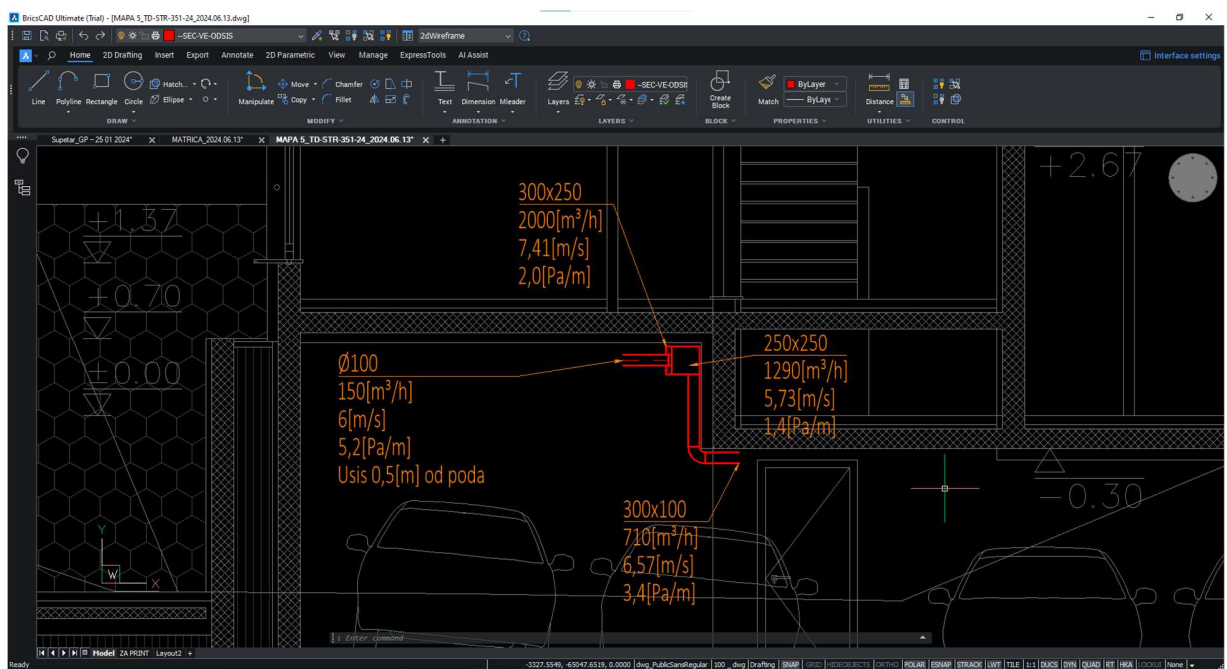 BricsCAD Ultimate (Trial) - [MAPA 5_TD-STR-351-24_2024.06.13.dwg]
--SEC-VE-ODSIS
2dWireframe
Home 2D Drafting Insert Export Annotate 2D Parametric View Manage ExpressTools AI Assist
Interface settings
Line Polyline Rectangle Circle Hatch... Ellipse
Manipulate Move Copy Chamfer Fillet
Text Dimension Mleader
Layers --SEC-VE-ODSIS
Create Block
Match ByLayer ByLaye
Distance
DRAW MODIFY ANNOTATION LAYERS BLOCK PROPERTIES UTILITIES CONTROL
Supetar_GP – 25 01 2024* MATRICA_2024.06.13* MAPA 5_TD-STR-351-24_2024.06.13*
+1.37
+0.70
±0.00
+2.67
-0.30
300x250
2000[m³/h]
7,41[m/s]
2,0[Pa/m]
Ø100
150[m³/h]
6[m/s]
5,2[Pa/m]
Usis 0,5[m] od poda
250x250
1290[m³/h]
5,73[m/s]
1,4[Pa/m]
300x100
710[m³/h]
6,57[m/s]
3,4[Pa/m]
Y
W
X
: Enter command
Model ZA PRINT Layout2 +
Ready
-3327.5549, -65047.6519, 0.0000 dwg_PublicSansRegular 100 _dwg Drafting SNAP GRID HIDEOBJECTS ORTHO POLAR ESNAP STRACK LWT TILE 1:1 DUCS DYN QUAD RT HKA LOCKUI None